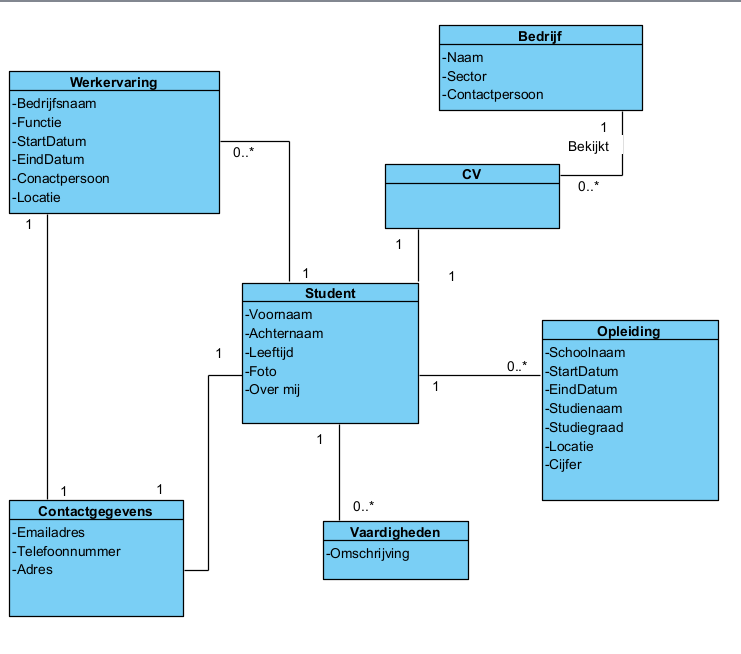 Bedrijf
-Naam
-Sector
-Contactpersoon
1
Bekijkt
0..*
Werkervaring
-Bedrijfsnaam
-Functie
-StartDatum
-EindDatum
-Conactpersoon
-Locatie
0..*
1
CV
1
1
1
Student
-Voornaam
-Achternaam
-Leeftijd
-Foto
-Over mij
1
1
0..*
1
0..*
Opleiding
-Schoolnaam
-StartDatum
-EindDatum
-Studienaam
-Studiegraad
-Locatie
-Cijfer
1
1
Contactgegevens
-Emailadres
-Telefoonnummer
-Adres
Vaardigheden
-Omschrijving